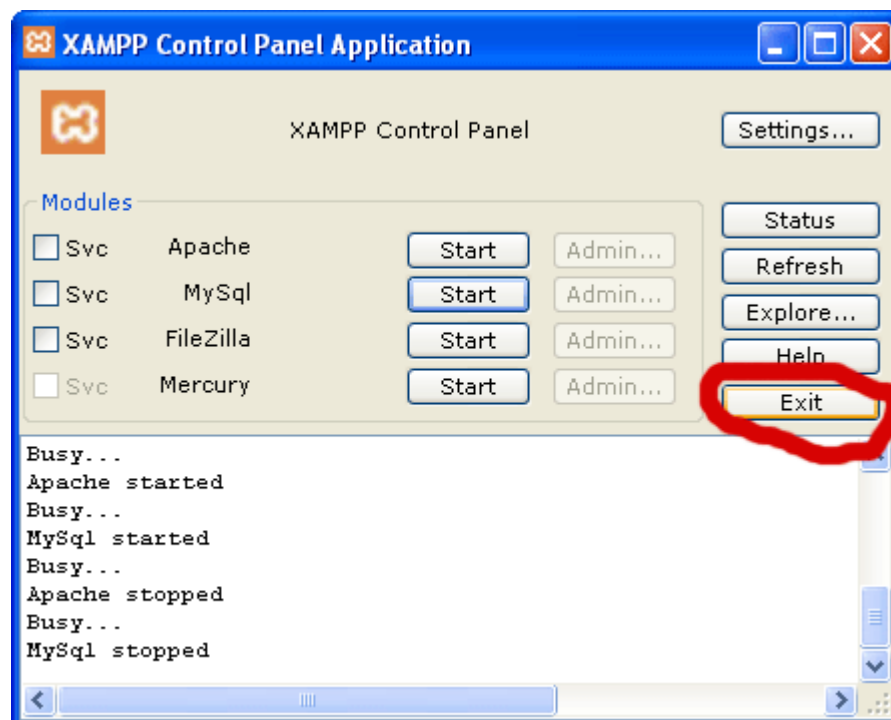 XAMPP Control Panel Application
XAMPP Control Panel
Settings...
Modules
Svc Apache Start Admin...
Svc MySql Start Admin...
Svc FileZilla Start Admin...
Svc Mercury Start Admin...
Status
Refresh
Explore...
Help
Exit
Busy...
Apache started
Busy...
MySql started
Busy...
Apache stopped
Busy...
MySql stopped